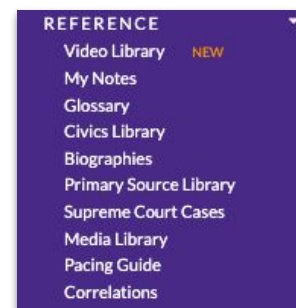 REFERENCE
Video Library NEW
My Notes
Glossary
Civics Library
Biographies
Primary Source Library
Supreme Court Cases
Media Library
Pacing Guide
Correlations